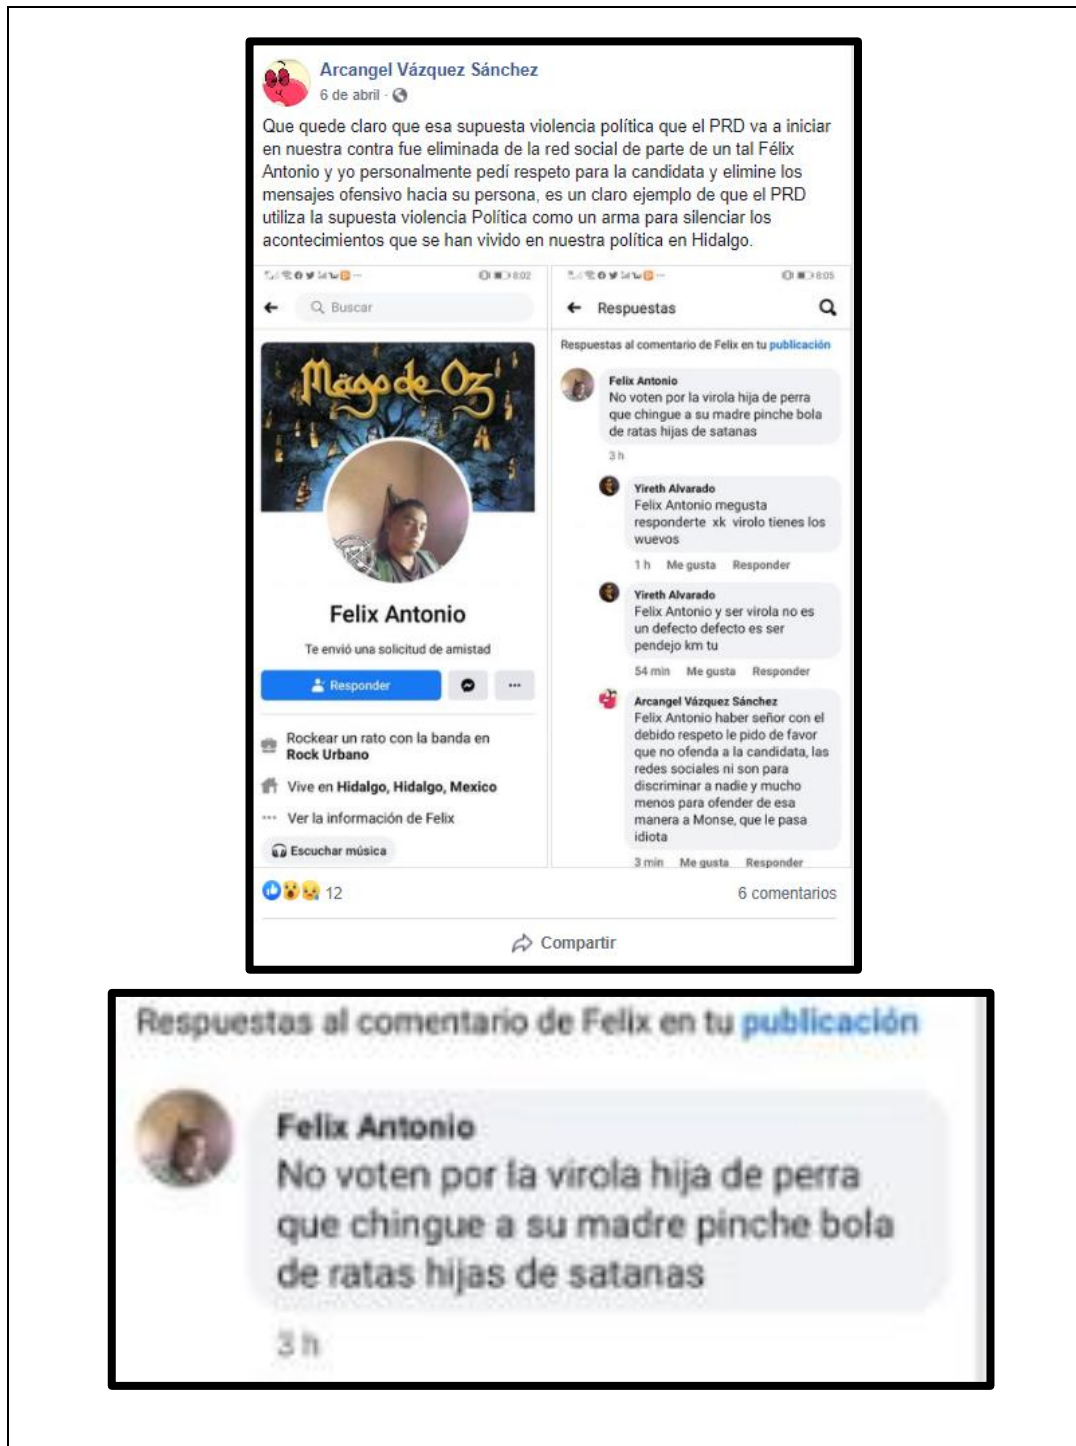 Arcangel Vázquez Sánchez
6 de abril ·
Que quede claro que esa supuesta violencia política que el PRD va a iniciar
en nuestra contra fue eliminada de la red social de parte de un tal Félix
Antonio y yo personalmente pedí respeto para la candidata y elimine los
mensajes ofensivo hacia su persona, es un claro ejemplo de que el PRD
utiliza la supuesta violencia Política como un arma para silenciar los
acontecimientos que se han vivido en nuestra política en Hidalgo.
8:02
Buscar
Mägo de Oz
Felix Antonio
Te envió una solicitud de amistad
Responder
Rockear un rato con la banda en
Rock Urbano
Vive en Hidalgo, Hidalgo, Mexico
Ver la información de Felix
Escuchar música
8:05
Respuestas
Respuestas al comentario de Felix en tu publicación
Felix Antonio
No voten por la virola hija de perra
que chingue a su madre pinche bola
de ratas hijas de satanas
3 h
Yireth Alvarado
Felix Antonio megusta
responderte xk virolo tienes los
wuevos
1 h Me gusta Responder
Yireth Alvarado
Felix Antonio y ser virola no es
un defecto defecto es ser
pendejo km tu
54 min Me gusta Responder
Arcangel Vázquez Sánchez
Felix Antonio haber señor con el
debido respeto le pido de favor
que no ofenda a la candidata, las
redes sociales ni son para
discriminar a nadie y mucho
menos para ofender de esa
manera a Monse, que le pasa
idiota
3 min Me gusta Responder
12
6 comentarios
Compartir
Respuestas al comentario de Felix en tu publicación
Felix Antonio
No voten por la virola hija de perra
que chingue a su madre pinche bola
de ratas hijas de satanas
3 h